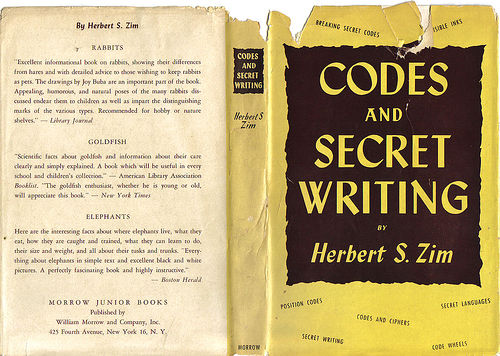 By Herbert S. Zim
RABBITS
"Excellent informational book on rabbits, showing their differences
from hares and with detailed advice to those wishing to keep rabbits
as pets. The drawings by Joy Buba are an important part of the book.
Appealing, humorous, and natural poses of the many rabbits dis-
cussed endear them to children as well as impart the distinguishing
marks of the various types. Recommended for hobby or nature
shelves." — Library Journal
GOLDFISH
"Scientific facts about goldfish and information about their care
clearly and simply explained. A book which will be useful in every
school and children's collection." — American Library Association
Booklist. "The goldfish enthusiast, whether he is young or old,
will appreciate this book." — New York Times
ELEPHANTS
Here are the interesting facts about where elephants live, what they
eat, how they are caught and trained, what they can learn to do,
their size and weight, and all about their tusks and trunks. "Every-
thing about elephants in simple text and excellent black and white
pictures. A perfectly fascinating book and highly instructive."
— Boston Herald
MORROW JUNIOR BOOKS
Published by
William Morrow and Company, Inc.
425 Fourth Avenue, New York 16, N. Y.
CODES
AND
SECRET
WRITING
Herbert S.
Zim
MORROW
BREAKING SECRET CODES
ISIBLE INKS
CODES
AND
SECRET
WRITING
BY
Herbert S. Zim
POSITION CODES
CODES AND CIPHERS
SECRET LANGUAGES
SECRET WRITING
CODE WHEELS